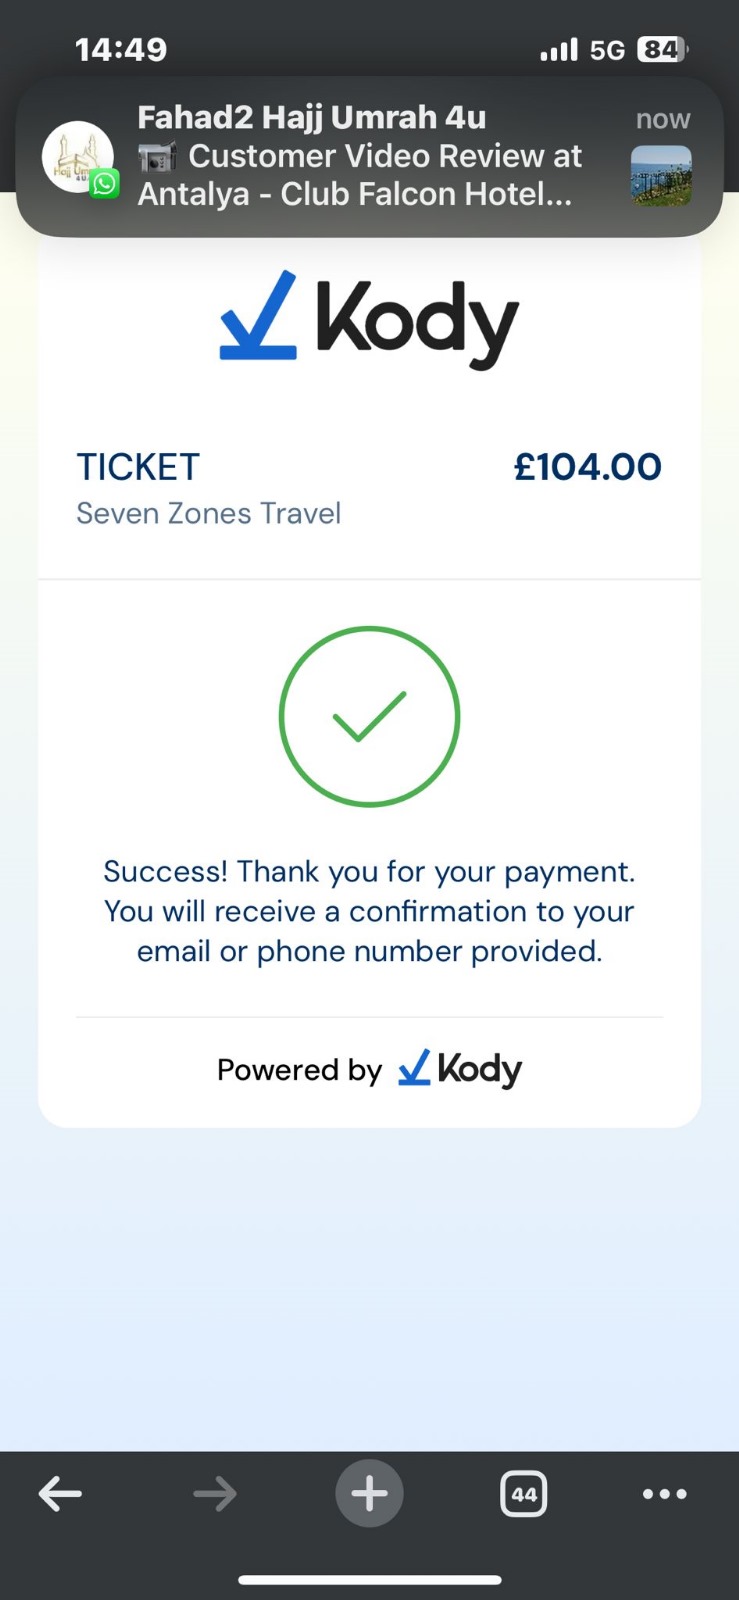 14:49
5G 84
Fahad2 Hajj Umrah 4u
now
Customer Video Review at
Antalya - Club Falcon Hotel...
Kody
TICKET
£104.00
Seven Zones Travel
Success! Thank you for your payment.
You will receive a confirmation to your
email or phone number provided.
Powered by Kody
44